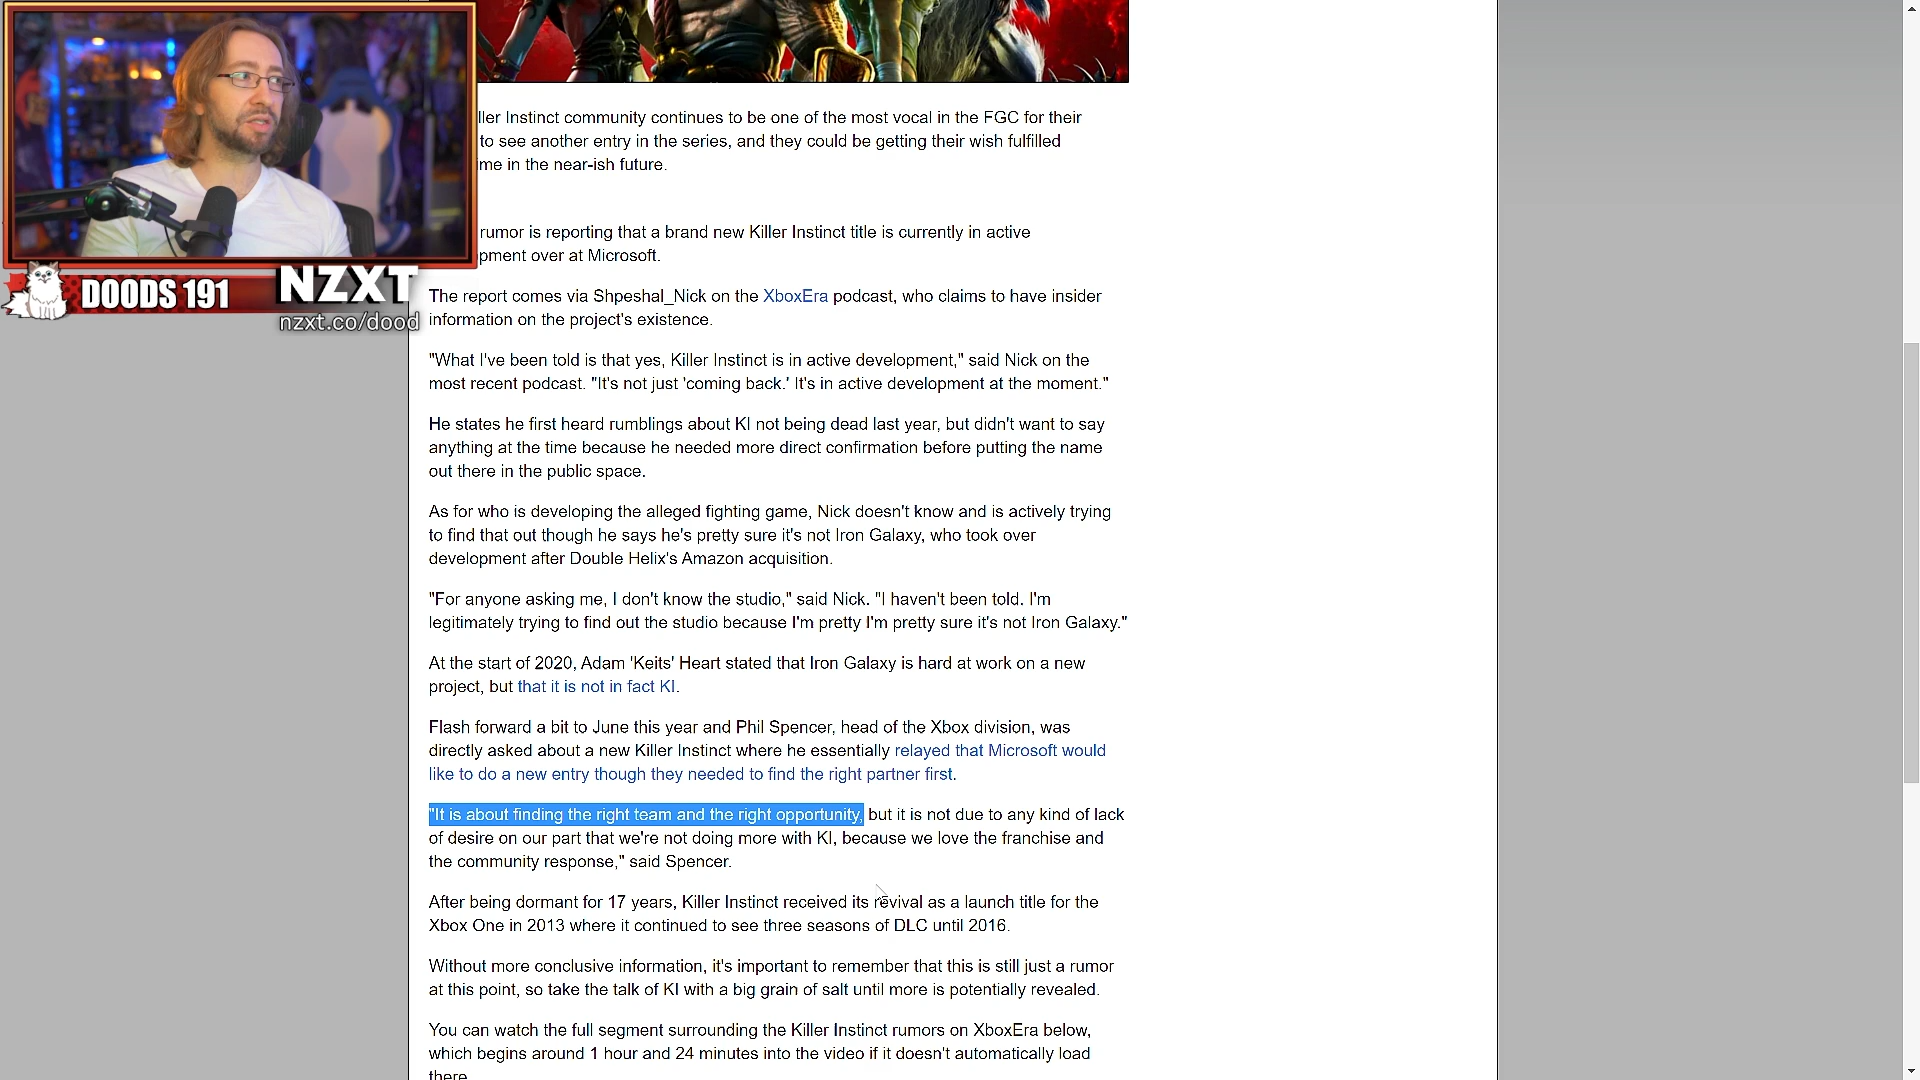 ller Instinct community continues to be one of the most vocal in the FGC for their
to see another entry in the series, and they could be getting their wish fulfilled
me in the near-ish future.
rumor is reporting that a brand new Killer Instinct title is currently in active
pment over at Microsoft.
DOODS 191
NZXT
nzxt.co/dood
The report comes via Shpeshal_Nick on the XboxEra podcast, who claims to have insider
information on the project's existence.
"What I've been told is that yes, Killer Instinct is in active development," said Nick on the
most recent podcast. "It's not just 'coming back.' It's in active development at the moment."
He states he first heard rumblings about KI not being dead last year, but didn't want to say
anything at the time because he needed more direct confirmation before putting the name
out there in the public space.
As for who is developing the alleged fighting game, Nick doesn't know and is actively trying
to find that out though he says he's pretty sure it's not Iron Galaxy, who took over
development after Double Helix's Amazon acquisition.
"For anyone asking me, I don't know the studio," said Nick. "I haven't been told. I'm
legitimately trying to find out the studio because I'm pretty I'm pretty sure it's not Iron Galaxy."
At the start of 2020, Adam 'Keits' Heart stated that Iron Galaxy is hard at work on a new
project, but that it is not in fact KI.
Flash forward a bit to June this year and Phil Spencer, head of the Xbox division, was
directly asked about a new Killer Instinct where he essentially relayed that Microsoft would
like to do a new entry though they needed to find the right partner first.
"It is about finding the right team and the right opportunity, but it is not due to any kind of lack
of desire on our part that we're not doing more with KI, because we love the franchise and
the community response," said Spencer.
After being dormant for 17 years, Killer Instinct received its revival as a launch title for the
Xbox One in 2013 where it continued to see three seasons of DLC until 2016.
Without more conclusive information, it's important to remember that this is still just a rumor
at this point, so take the talk of KI with a big grain of salt until more is potentially revealed.
You can watch the full segment surrounding the Killer Instinct rumors on XboxEra below,
which begins around 1 hour and 24 minutes into the video if it doesn't automatically load
there